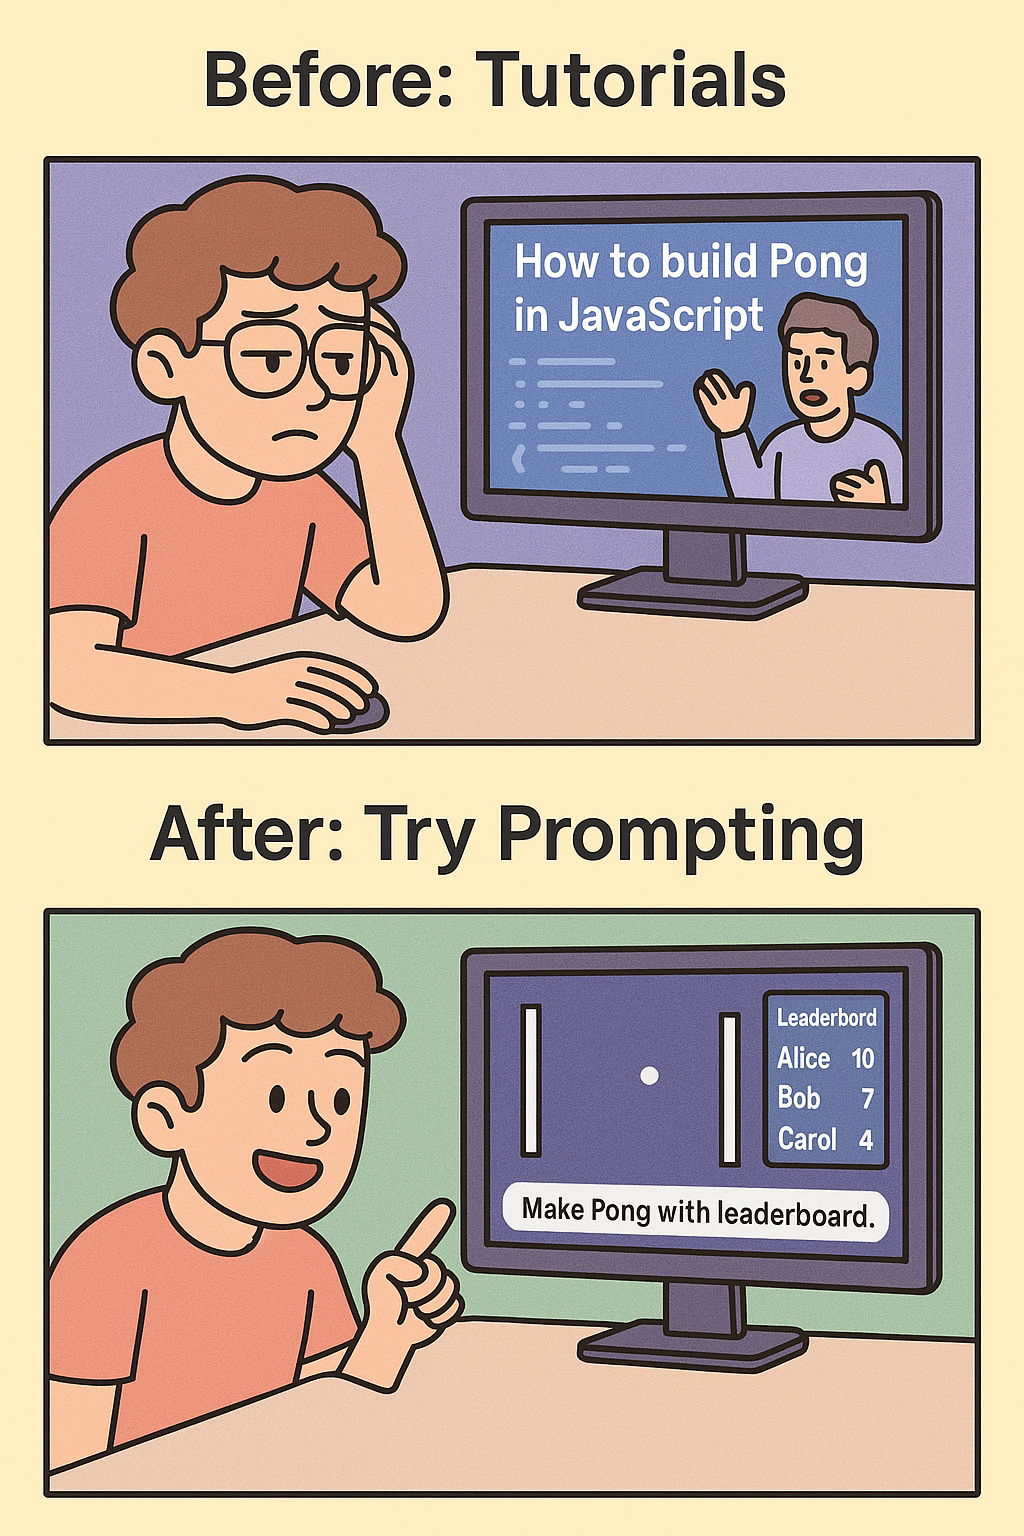 Before: Tutorials
How to build Pong
in JavaScript
After: Try Prompting
Leaderbord
Alice 10
Bob 7
Carol 4
Make Pong with leaderboard.